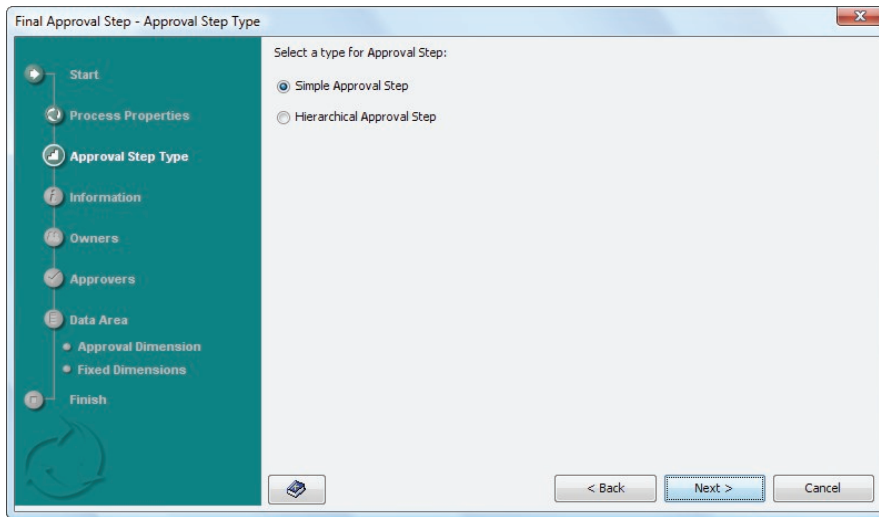 Final Approval Step - Approval Step Type
Start
Process Properties
Approval Step Type
Information
Owners
Approvers
Data Area
Approval Dimension
Fixed Dimensions
Finish
Select a type for Approval Step:
Simple Approval Step
Hierarchical Approval Step
< Back
Next >
Cancel